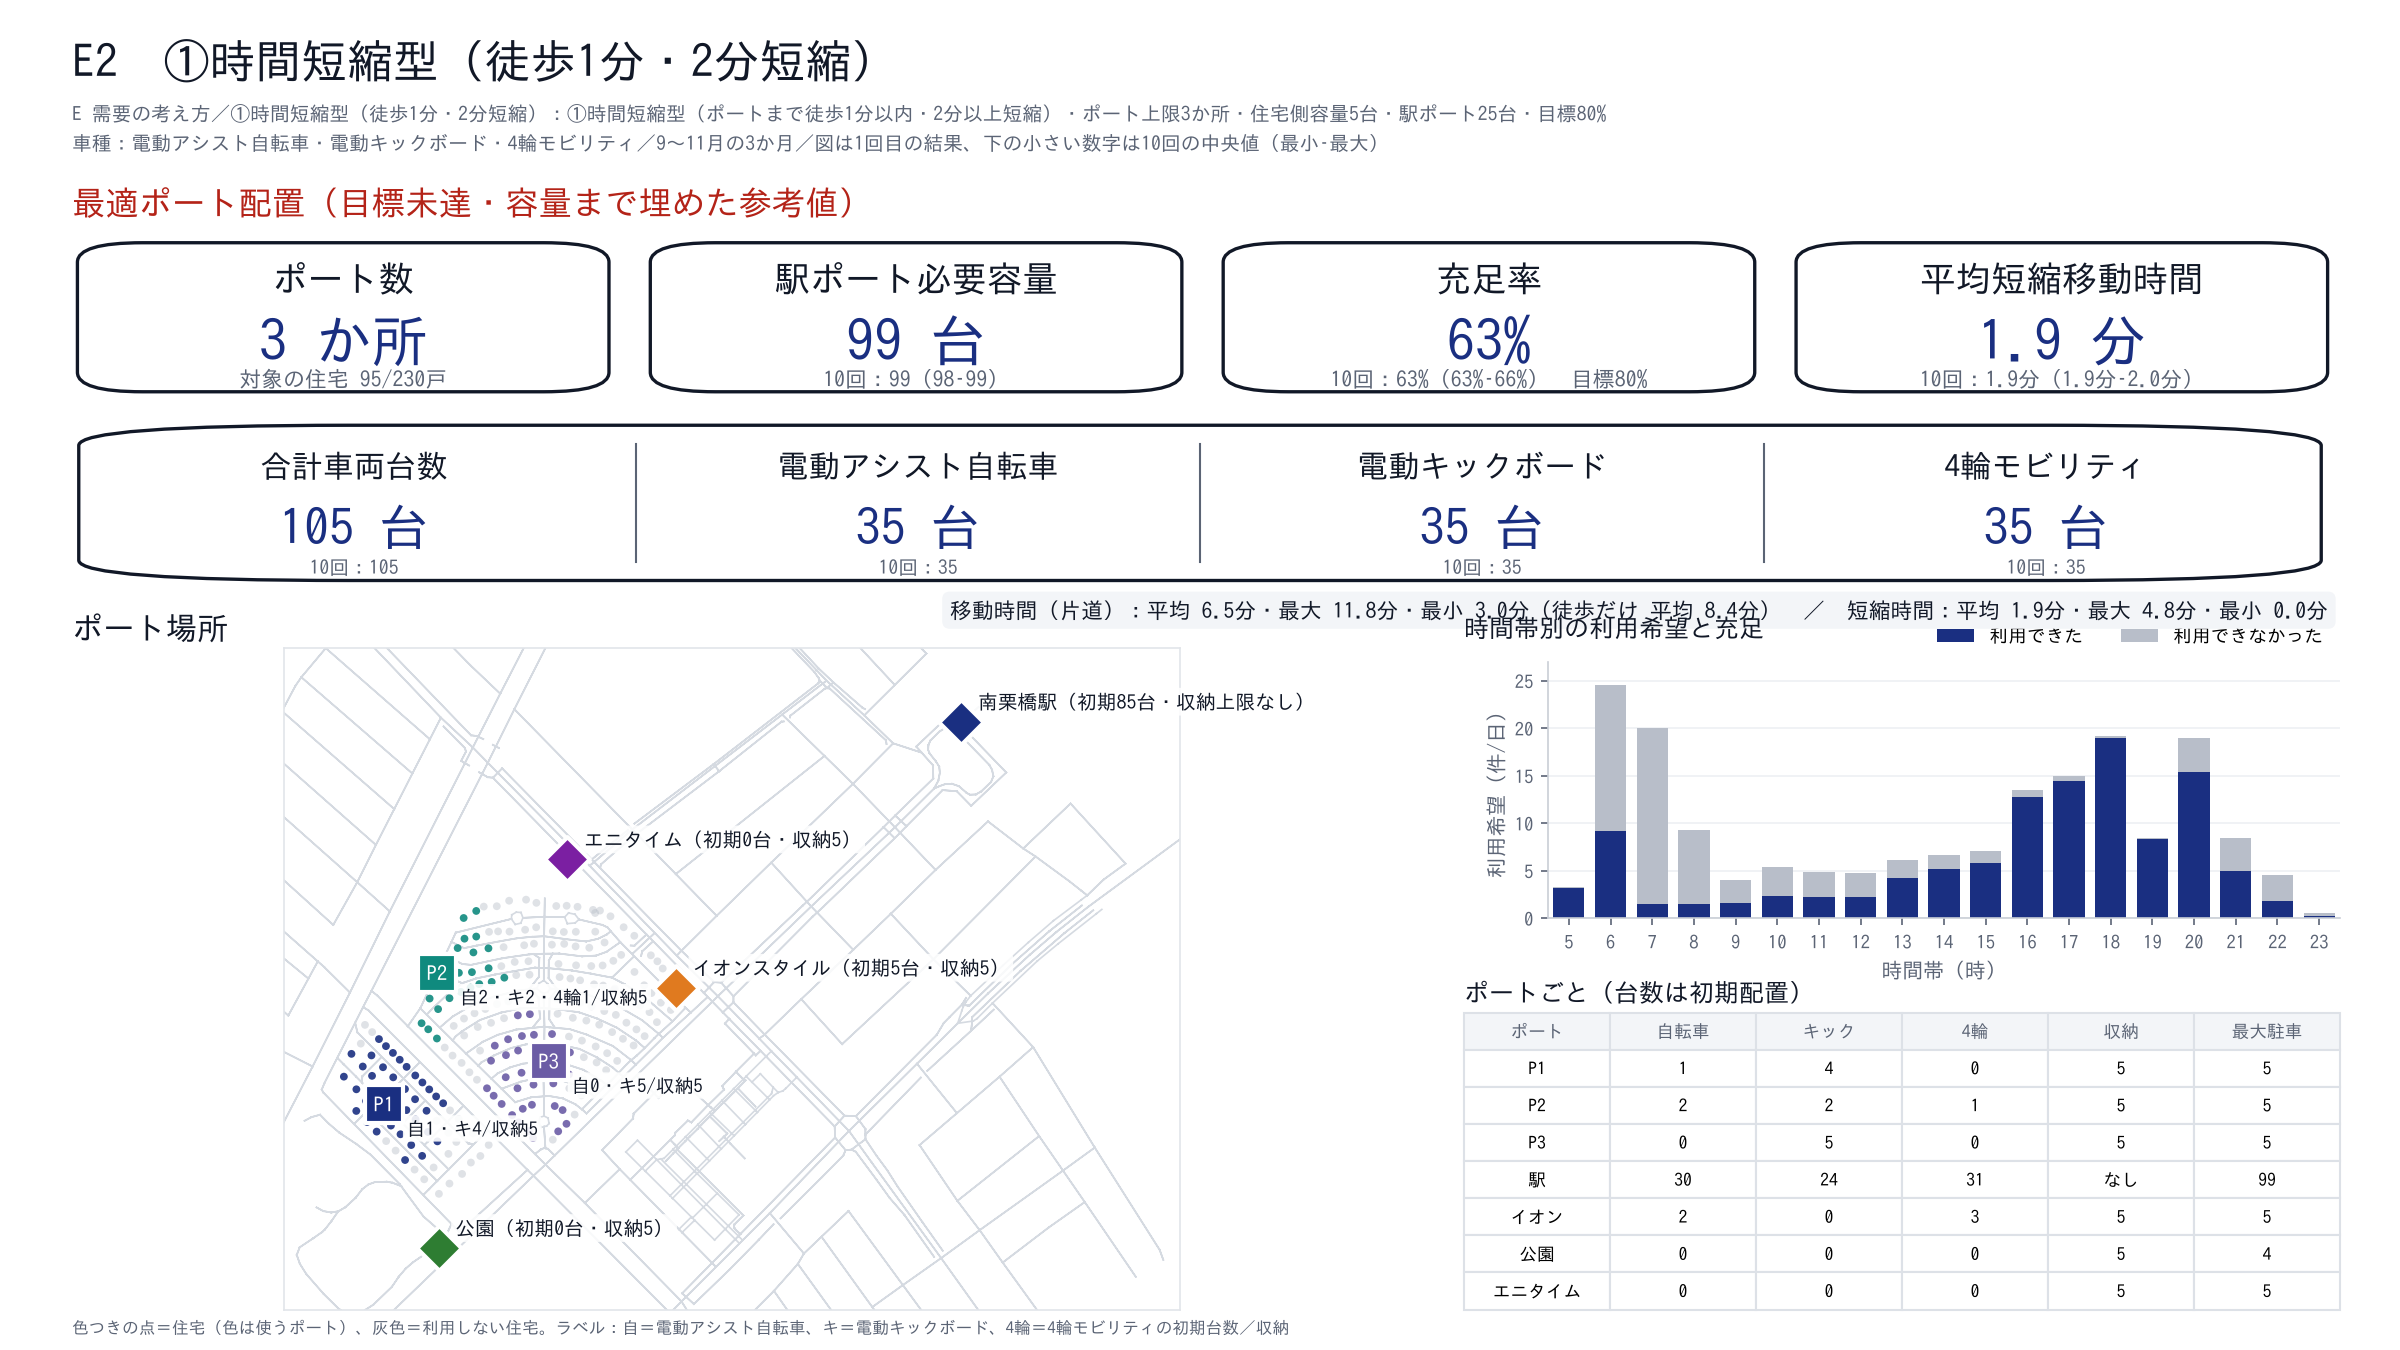 E2　①時間短縮型（徒歩1分・2分短縮）
E 需要の考え方／①時間短縮型（徒歩1分・2分短縮）：①時間短縮型（ポートまで徒歩1分以内・2分以上短縮）・ポート上限3か所・住宅側容量5台・駅ポート25台・目標80%
車種：電動アシスト自転車・電動キックボード・4輪モビリティ／9～11月の3か月／図は1回目の結果、下の小さい数字は10回の中央値（最小-最大）
最適ポート配置（目標未達・容量まで埋めた参考値）
ポート数
3 か所
対象の住宅 95/230戸
駅ポート必要容量
99 台
10回：99（98-99）
充足率
63%
10回：63%（63%-66%）　目標80%
平均短縮移動時間
1.9 分
10回：1.9分（1.9分-2.0分）
合計車両台数
105 台
10回：105
電動アシスト自転車
35 台
10回：35
電動キックボード
35 台
10回：35
4輪モビリティ
35 台
10回：35
移動時間（片道）：平均 6.5分・最大 11.8分・最小 3.0分（徒歩だけ 平均 8.4分）　／　短縮時間：平均 1.9分・最大 4.8分・最小 0.0分
ポート場所
南栗橋駅（初期85台・収納上限なし）
エニタイム（初期0台・収納5）
イオンスタイル（初期5台・収納5）
P2
自2・キ2・4輪1/収納5
P3
自0・キ5/収納5
P1
自1・キ4/収納5
公園（初期0台・収納5）
時間帯別の利用希望と充足
利用できた
利用できなかった
利用希望（件/日）
25
20
15
10
5
0
5 6 7 8 9 10 11 12 13 14 15 16 17 18 19 20 21 22 23
時間帯（時）
ポートごと（台数は初期配置）
ポート 自転車 キック 4輪 収納 最大駐車
P1 1 4 0 5 5
P2 2 2 1 5 5
P3 0 5 0 5 5
駅 30 24 31 なし 99
イオン 2 0 3 5 5
公園 0 0 0 5 4
エニタイム 0 0 0 5 5
色つきの点＝住宅（色は使うポート）、灰色＝利用しない住宅。ラベル：自＝電動アシスト自転車、キ＝電動キックボード、4輪＝4輪モビリティの初期台数／収納